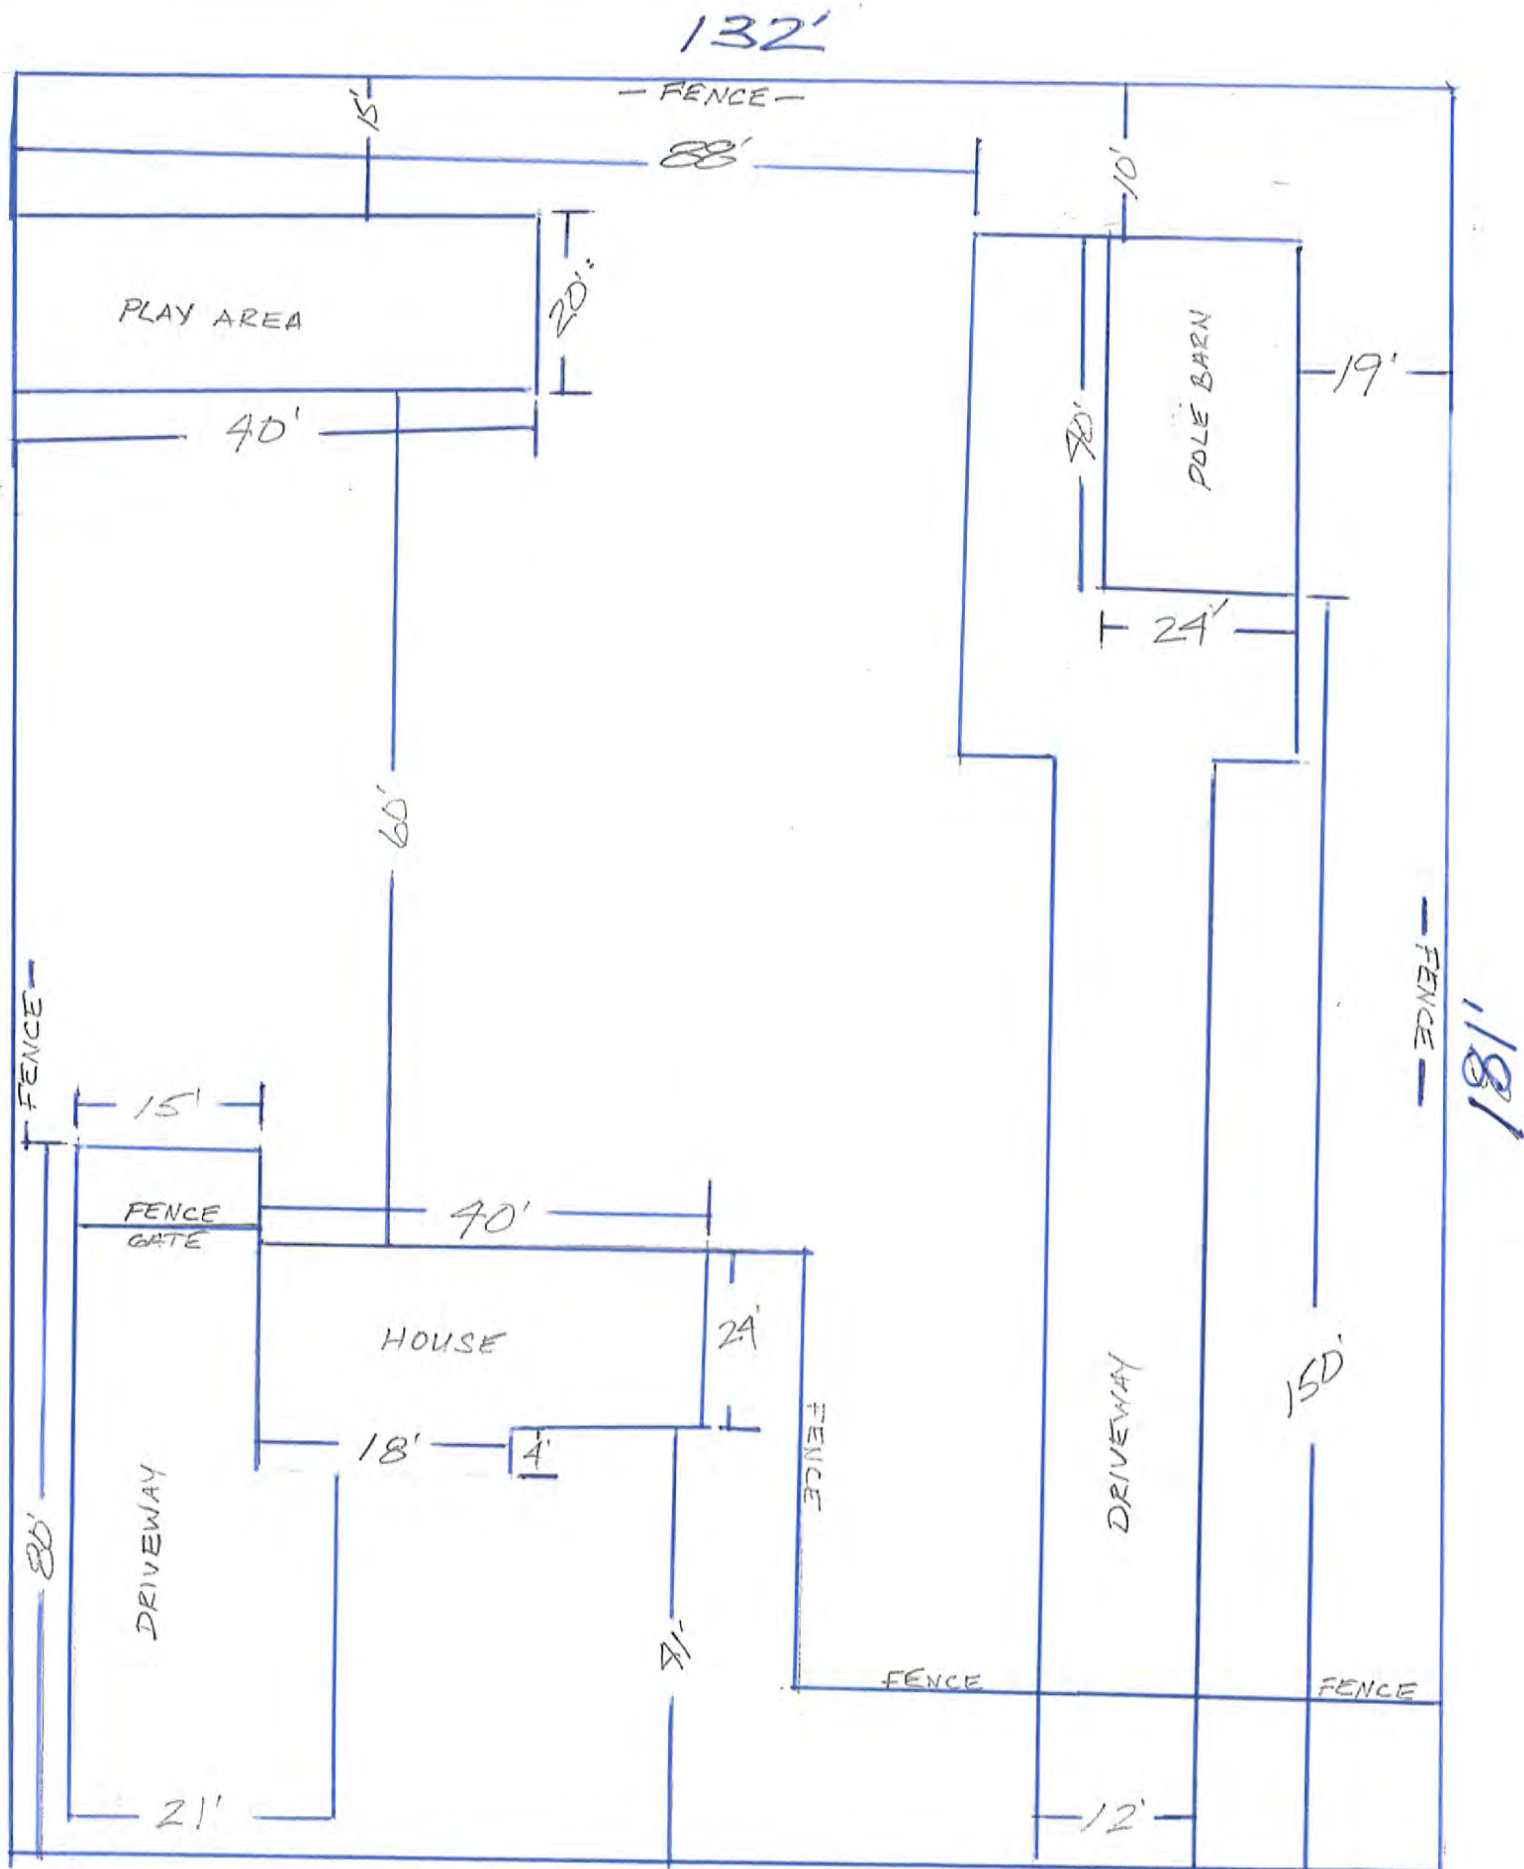 132'
— FENCE —
15'
88'
10'
PLAY AREA
20'
POLE BARN
19'
40'
40'
24'
60'
— FENCE —
— FENCE —
181'
15'
FENCE
GATE
40'
HOUSE
24'
18'
4'
FENCE
150'
DRIVEWAY
DRIVEWAY
80'
41'
FENCE
FENCE
21'
12'